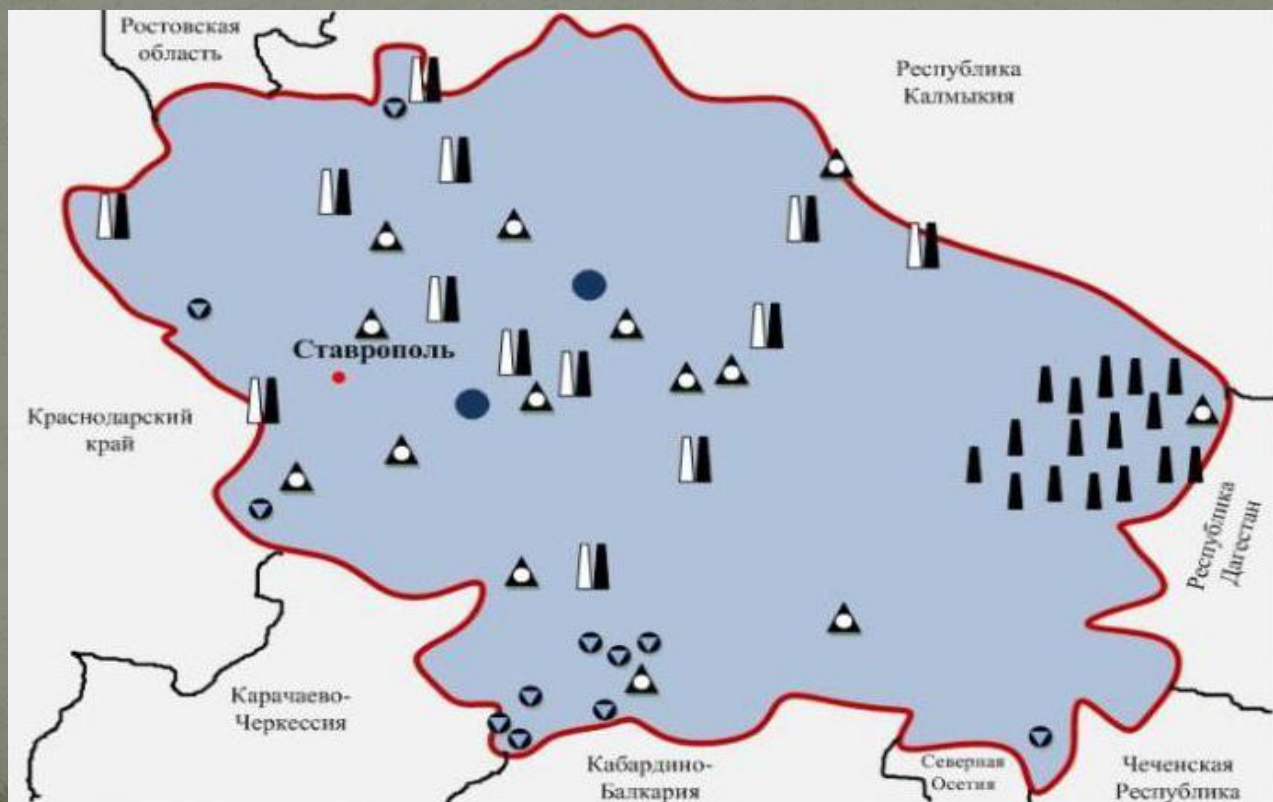 Ростовская
область
Республика
Калмыкия
Ставрополь
Краснодарский
край
Республика
Дагестан
Карачаево-
Черкессия
Кабардино-
Балкария
Северная
Осетия
Чеченская
Республика